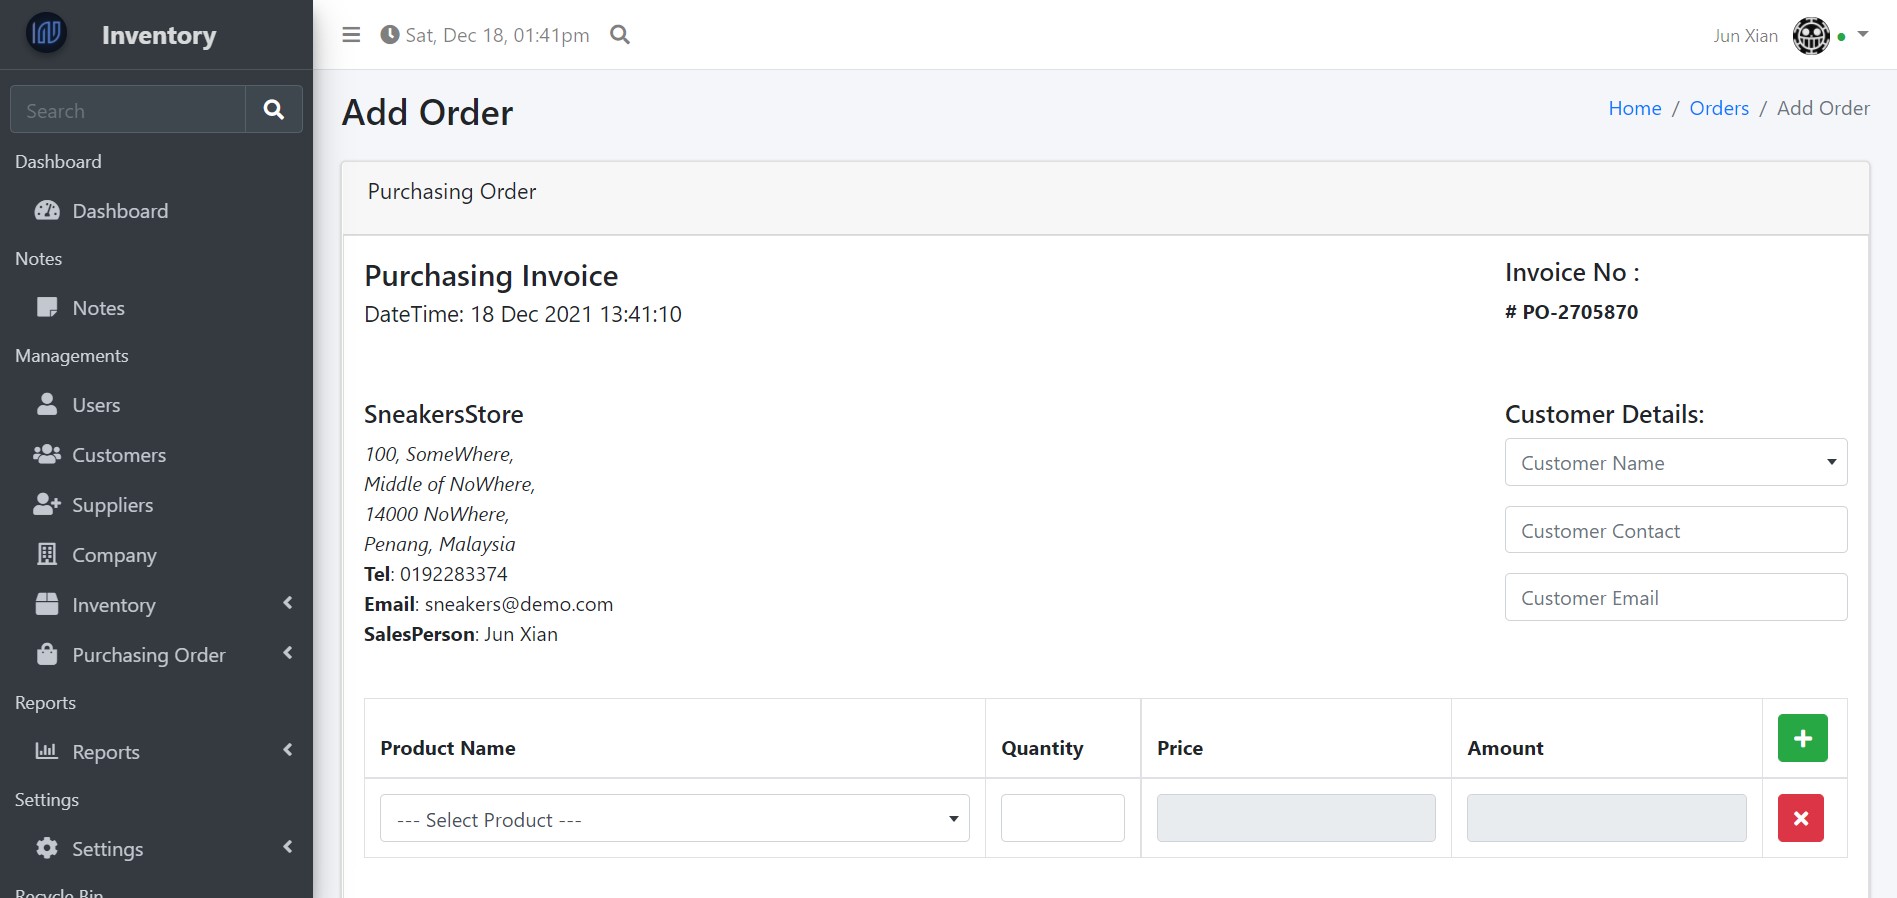 Inventory
Sat, Dec 18, 01:41pm
Jun Xian
Search
Dashboard
Dashboard
Notes
Notes
Managements
Users
Customers
Suppliers
Company
Inventory
Purchasing Order
Reports
Reports
Settings
Settings
Recycle Bin
Add Order
Home / Orders / Add Order
Purchasing Order
Purchasing Invoice
DateTime: 18 Dec 2021 13:41:10
Invoice No :
# PO-2705870
SneakersStore
100, SomeWhere,
Middle of NoWhere,
14000 NoWhere,
Penang, Malaysia
Tel: 0192283374
Email: sneakers@demo.com
SalesPerson: Jun Xian
Customer Details:
Customer Name
Customer Contact
Customer Email
Product Name Quantity Price Amount
--- Select Product ---